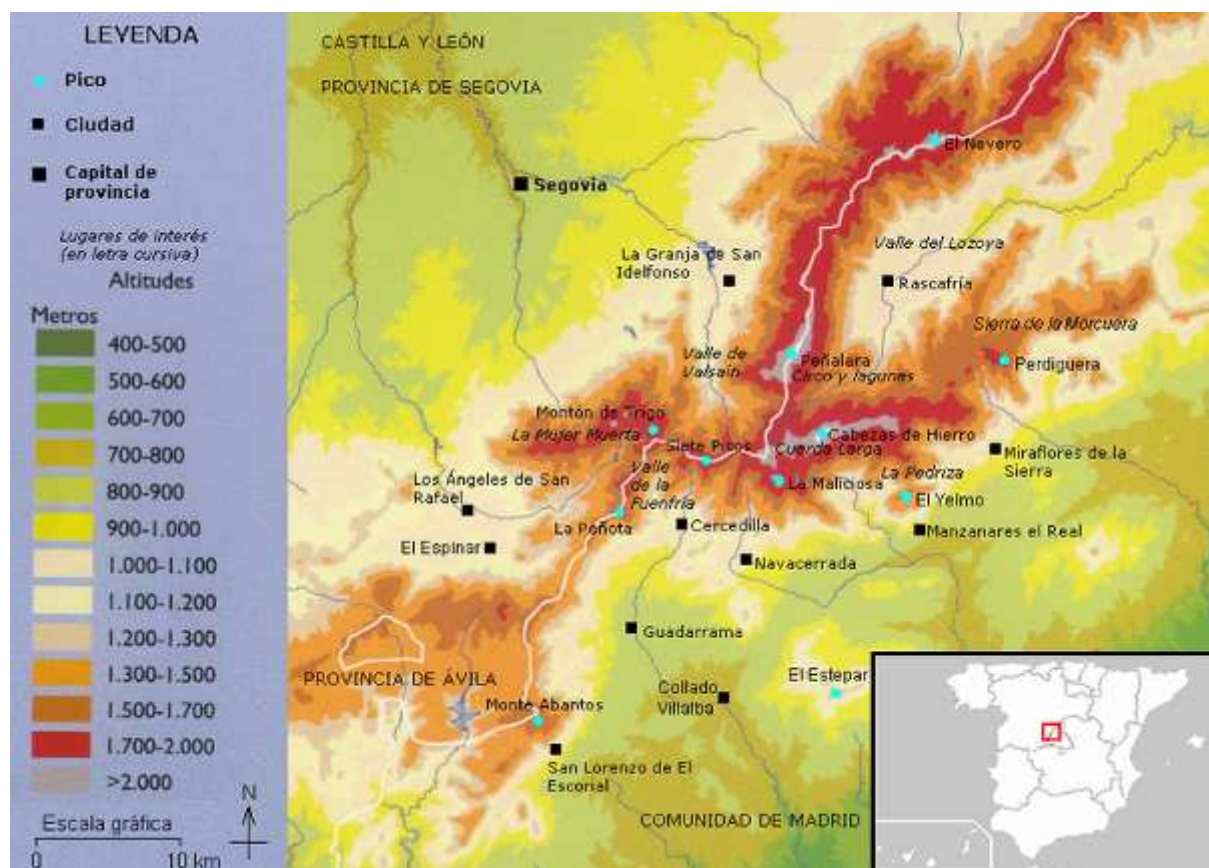 LEYENDA
Pico
Ciudad
Capital de
provincia
Lugares de interés
(en letra cursiva)
Altitudes
Metros
400-500
500-600
600-700
700-800
800-900
900-1.000
1.000-1.100
1.100-1.200
1.200-1.300
1.300-1.500
1.500-1.700
1.700-2.000
>2.000
Escala gráfica
0 10 km
N
CASTILLA Y LEÓN
PROVINCIA DE SEGOVIA
El Nevero
Segovia
Valle del Lozoya
La Granja de San
Idelfonso
Rascafría
Sierra de la Morcuera
Valle de
Valsaín
Peñalara
Circo y lagunas
Perdiguera
Montón de Trigo
La Mujer Muerta
Siete Picos
Cabezas de Hierro
Cuerda Larga
Miraflores de la
Sierra
Los Ángeles de San
Rafael
Valle
de la
Fuenfría
La Maliciosa
La Pedriza
El Yelmo
La Peñota
Cercedilla
Manzanares el Real
El Espinar
Navacerrada
Guadarrama
PROVINCIA DE ÁVILA
Collado
Villalba
El Estepar
Monte Abantos
San Lorenzo de El
Escorial
COMUNIDAD DE MADRID